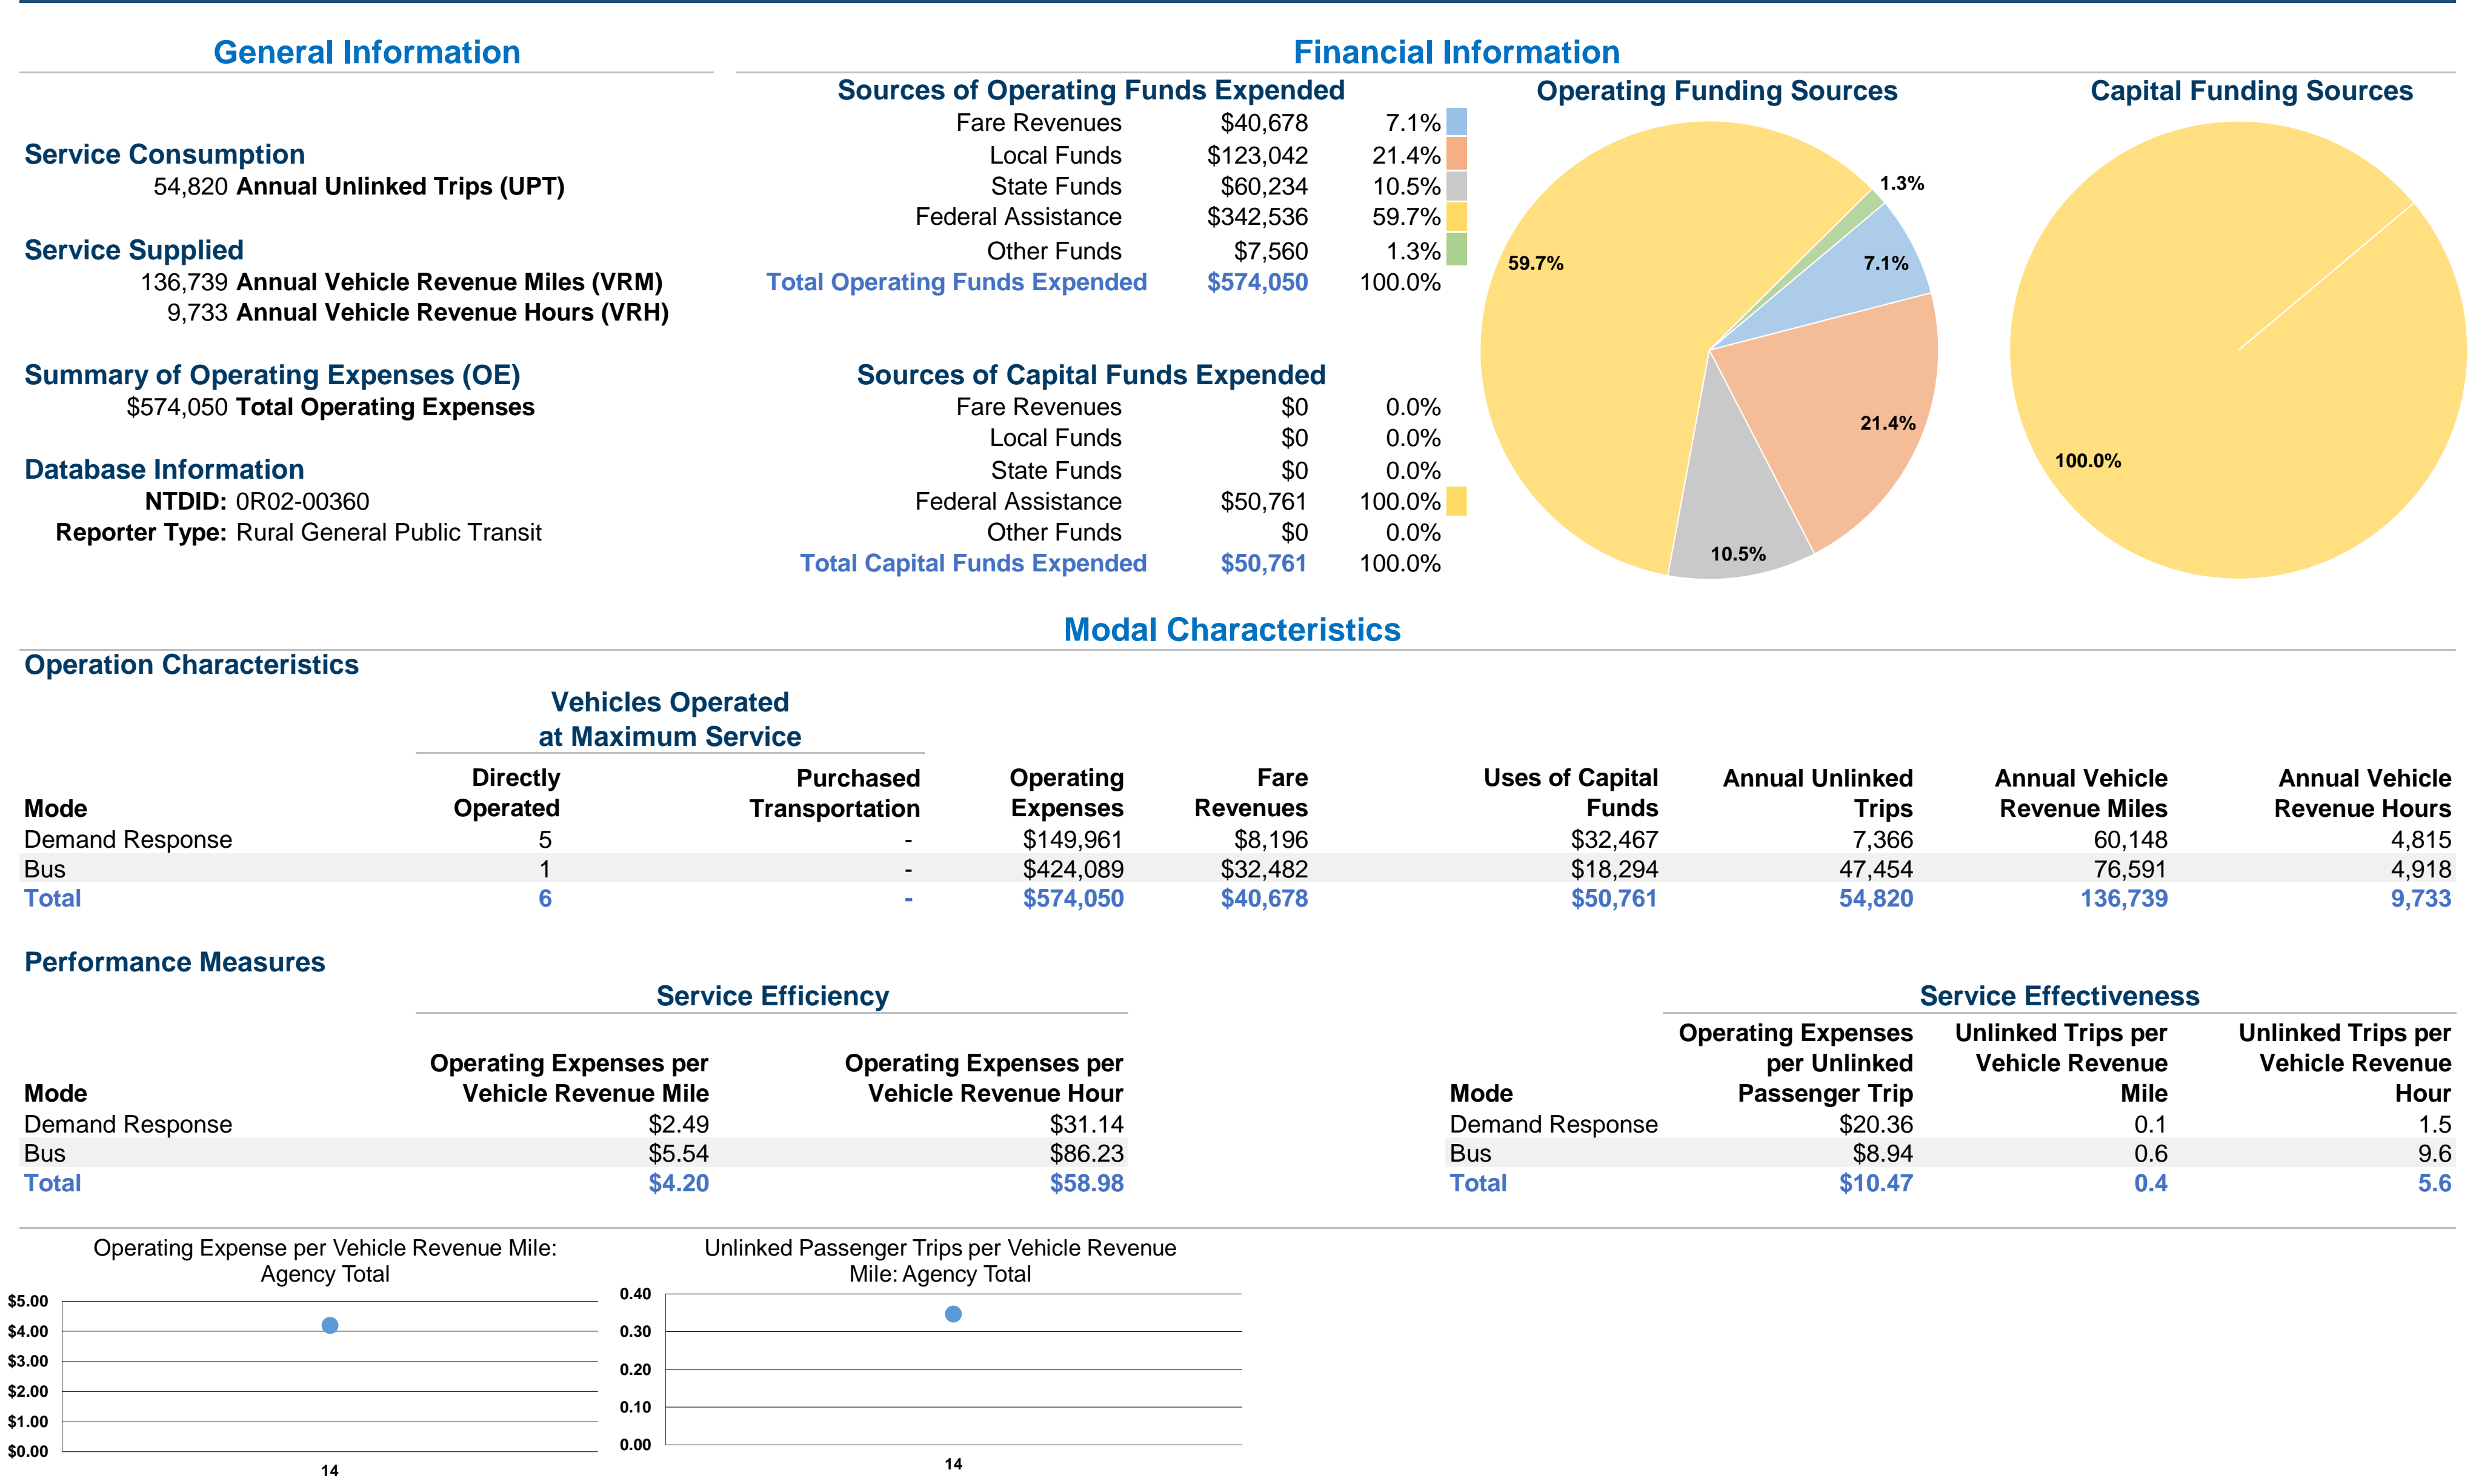 General Information
Service Consumption
54,820 Annual Unlinked Trips (UPT)
Service Supplied
136,739 Annual Vehicle Revenue Miles (VRM)
9,733 Annual Vehicle Revenue Hours (VRH)
Summary of Operating Expenses (OE)
$574,050 Total Operating Expenses
Database Information
NTDID: 0R02-00360
Reporter Type: Rural General Public Transit
Financial Information
Sources of Operating Funds Expended
Fare Revenues $40,678 7.1%
Local Funds $123,042 21.4%
State Funds $60,234 10.5%
Federal Assistance $342,536 59.7%
Other Funds $7,560 1.3%
Total Operating Funds Expended $574,050 100.0%
Sources of Capital Funds Expended
Fare Revenues $0 0.0%
Local Funds $0 0.0%
State Funds $0 0.0%
Federal Assistance $50,761 100.0%
Other Funds $0 0.0%
Total Capital Funds Expended $50,761 100.0%
Operating Funding Sources
1.3%
59.7%
7.1%
21.4%
10.5%
Capital Funding Sources
100.0%
Modal Characteristics
Operation Characteristics
Vehicles Operated
at Maximum Service
Directly Purchased Operating Fare Uses of Capital Annual Unlinked Annual Vehicle Annual Vehicle
Mode Operated Transportation Expenses Revenues Funds Trips Revenue Miles Revenue Hours
Demand Response 5 - $149,961 $8,196 $32,467 7,366 60,148 4,815
Bus 1 - $424,089 $32,482 $18,294 47,454 76,591 4,918
Total 6 - $574,050 $40,678 $50,761 54,820 136,739 9,733
Performance Measures
Service Efficiency
Operating Expenses per Operating Expenses per
Mode Vehicle Revenue Mile Vehicle Revenue Hour
Demand Response $2.49 $31.14
Bus $5.54 $86.23
Total $4.20 $58.98
Service Effectiveness
Operating Expenses Unlinked Trips per Unlinked Trips per
per Unlinked Vehicle Revenue Vehicle Revenue
Mode Passenger Trip Mile Hour
Demand Response $20.36 0.1 1.5
Bus $8.94 0.6 9.6
Total $10.47 0.4 5.6
Operating Expense per Vehicle Revenue Mile:
Agency Total
$5.00
$4.00
$3.00
$2.00
$1.00
$0.00
14
Unlinked Passenger Trips per Vehicle Revenue
Mile: Agency Total
0.40
0.30
0.20
0.10
0.00
14